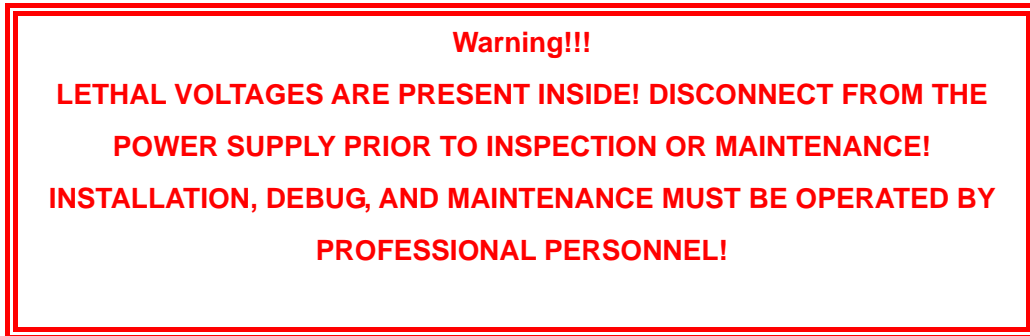 Warning!!!
LETHAL VOLTAGES ARE PRESENT INSIDE! DISCONNECT FROM THE
POWER SUPPLY PRIOR TO INSPECTION OR MAINTENANCE!
INSTALLATION, DEBUG, AND MAINTENANCE MUST BE OPERATED BY
PROFESSIONAL PERSONNEL!